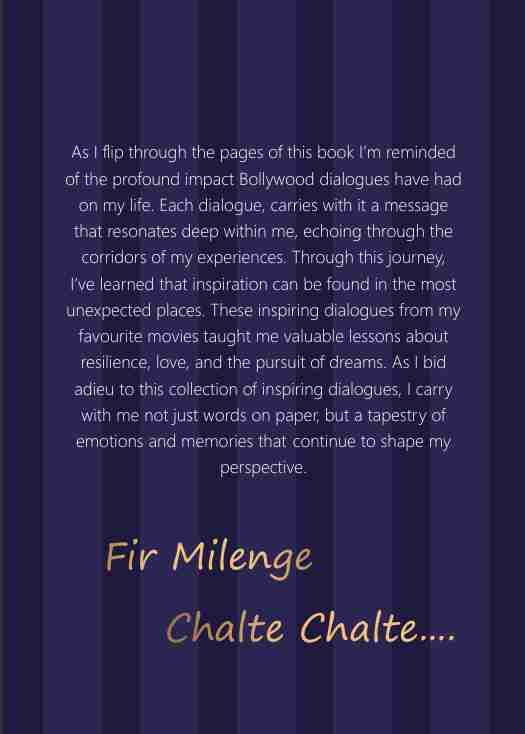 As I flip through the pages of this book I'm reminded
of the profound impact Bollywood dialogues have had
on my life. Each dialogue, carries with it a message
that resonates deep within me, echoing through the
corridors of my experiences. Through this journey,
I've learned that inspiration can be found in the most
unexpected places. These inspiring dialogues from my
favourite movies taught me valuable lessons about
resilience, love, and the pursuit of dreams. As I bid
adieu to this collection of inspiring dialogues, I carry
with me not just words on paper, but a tapestry of
emotions and memories that continue to shape my
perspective.
Fir Milenge
Chalte Chalte....